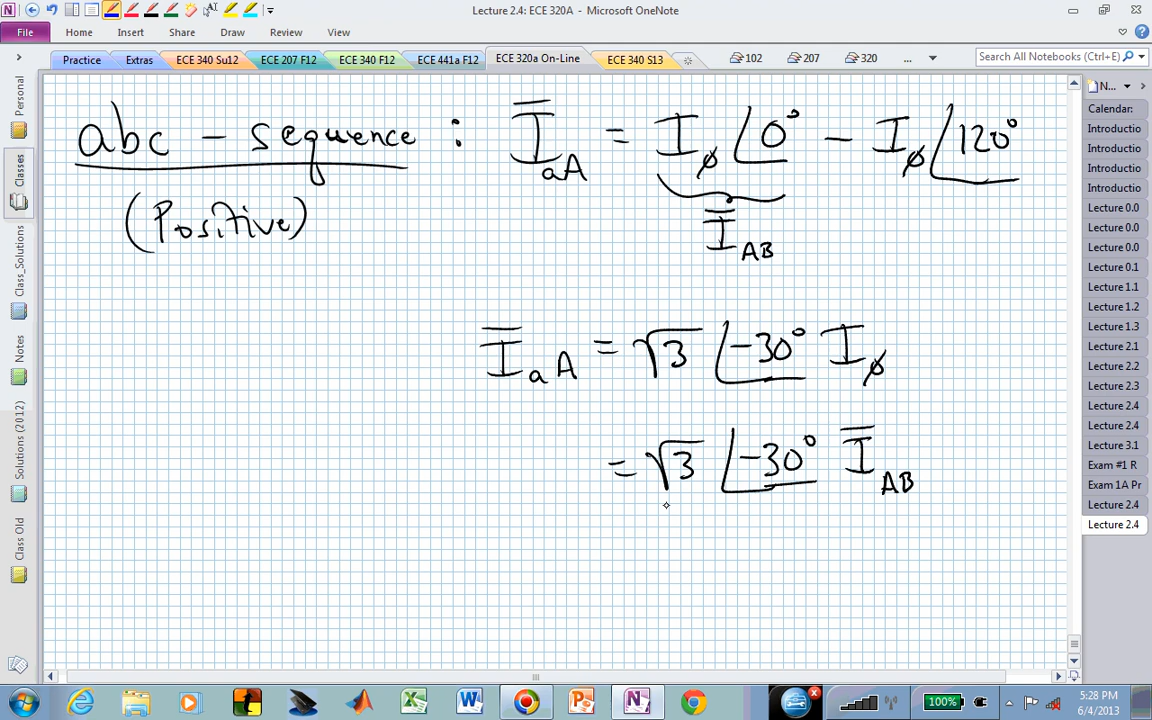 Lecture 2.4: ECE 320A - Microsoft OneNote
File Home Insert Share Draw Review View
Practice Extras ECE 340 Su12 ECE 207 F12 ECE 340 F12 ECE 441a F12 ECE 320a On-Line ECE 340 S13 102 207 320 ... Search All Notebooks (Ctrl+E)
Personal
Classes
Class_Solutions
Notes
Solutions (2012)
Class Old
abc - sequence : I̅aA = Iϕ ∠0° - Iϕ ∠120°
(Positive)
I̅AB
I̅aA = √3 ∠-30° Iϕ
= √3 ∠-30° I̅AB
N...
Calendar:
Introductio
Introductio
Introductio
Introductio
Lecture 0.0
Lecture 0.0
Lecture 0.0
Lecture 0.1
Lecture 1.1
Lecture 1.2
Lecture 1.3
Lecture 2.1
Lecture 2.2
Lecture 2.3
Lecture 2.4
Lecture 2.4
Lecture 3.1
Exam #1 R
Exam 1A Pr
Lecture 2.4
Lecture 2.4
100%
5:28 PM
6/4/2013